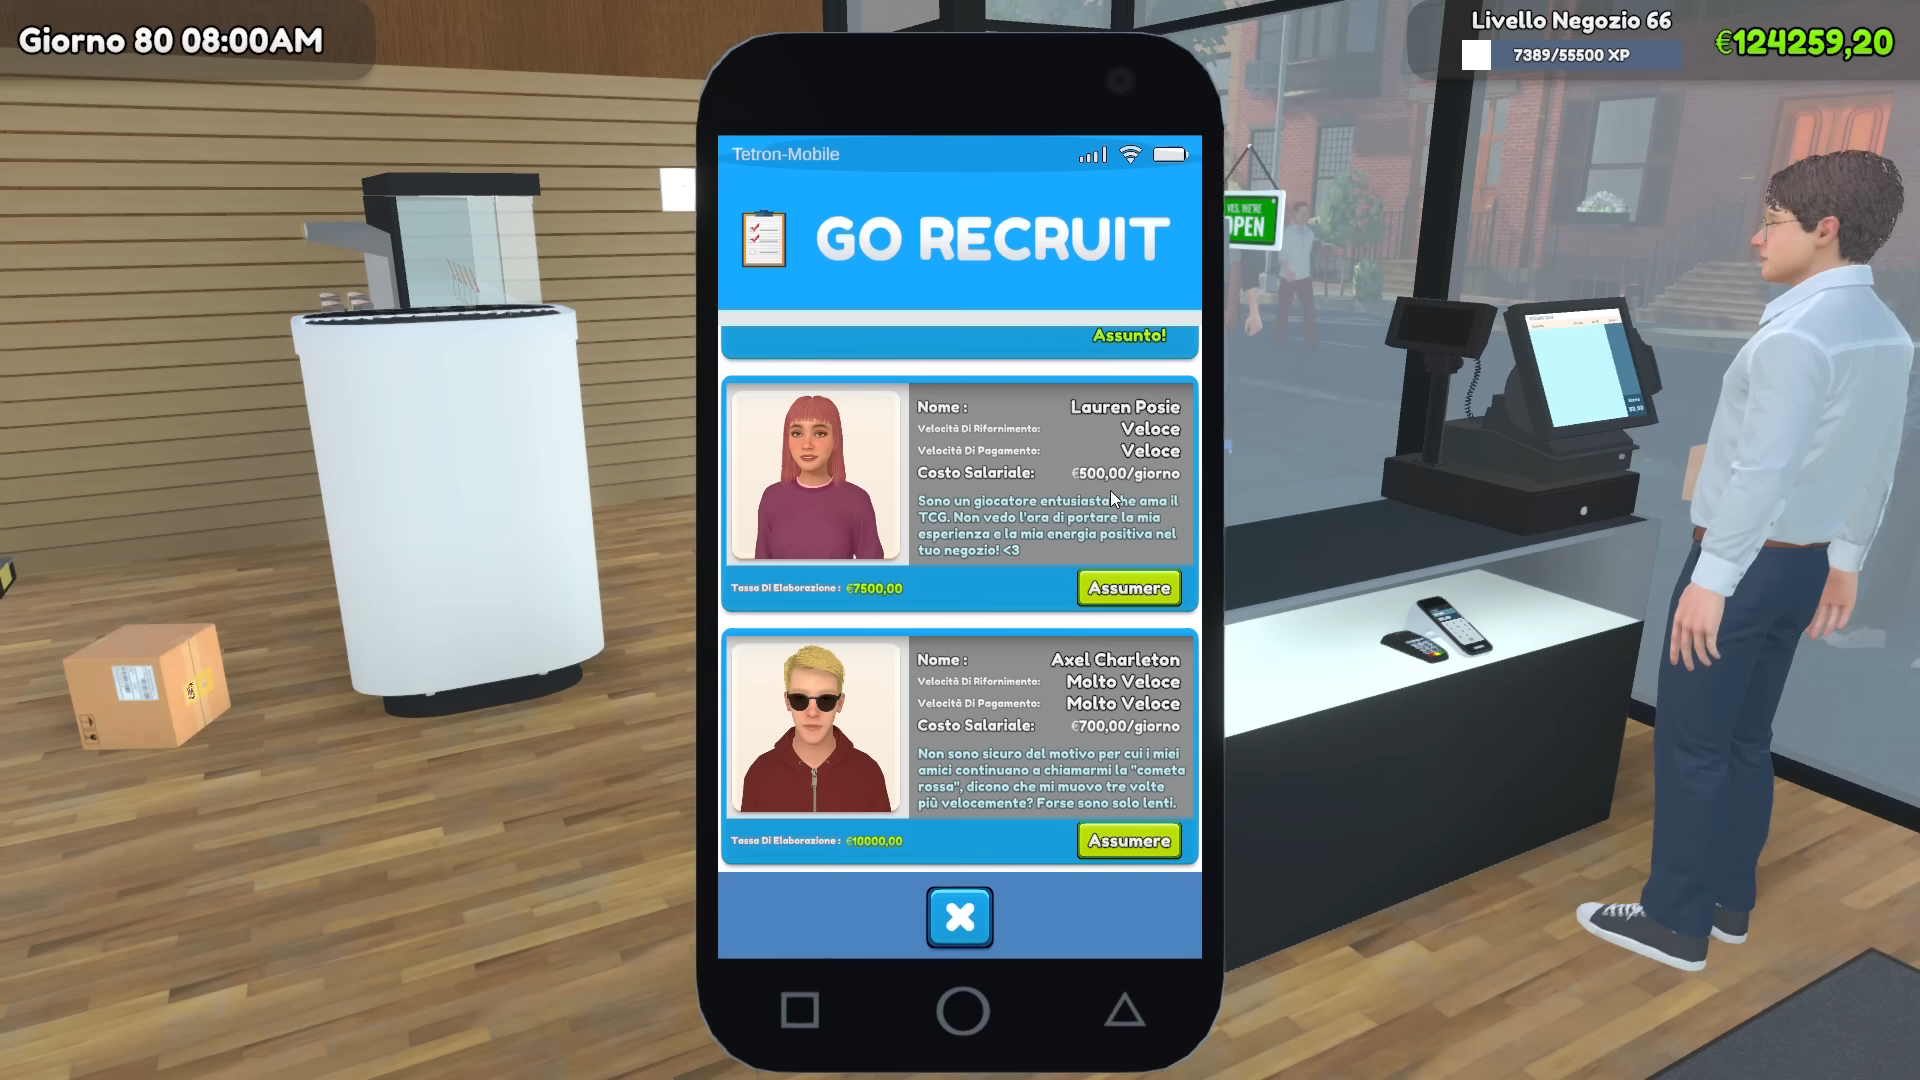 Giorno 80 08:00AM
Livello Negozio 66
7389/55500 XP
€124259,20
Tetron-Mobile
GO RECRUIT
Assunto!
Nome : Lauren Posie
Velocità Di Rifornimento: Veloce
Velocità Di Pagamento: Veloce
Costo Salariale: €500,00/giorno
Sono un giocatore entusiasta che ama il
TCG. Non vedo l'ora di portare la mia
esperienza e la mia energia positiva nel
tuo negozio! <3
Tassa Di Elaborazione : €7500,00
Assumere
Nome : Axel Charleton
Velocità Di Rifornimento: Molto Veloce
Velocità Di Pagamento: Molto Veloce
Costo Salariale: €700,00/giorno
Non sono sicuro del motivo per cui i miei
amici continuano a chiamarmi la "cometa
rossa", dicono che mi muovo tre volte
più velocemente? Forse sono solo lenti.
Tassa Di Elaborazione : €10000,00
Assumere
YES, WE'RE
OPEN